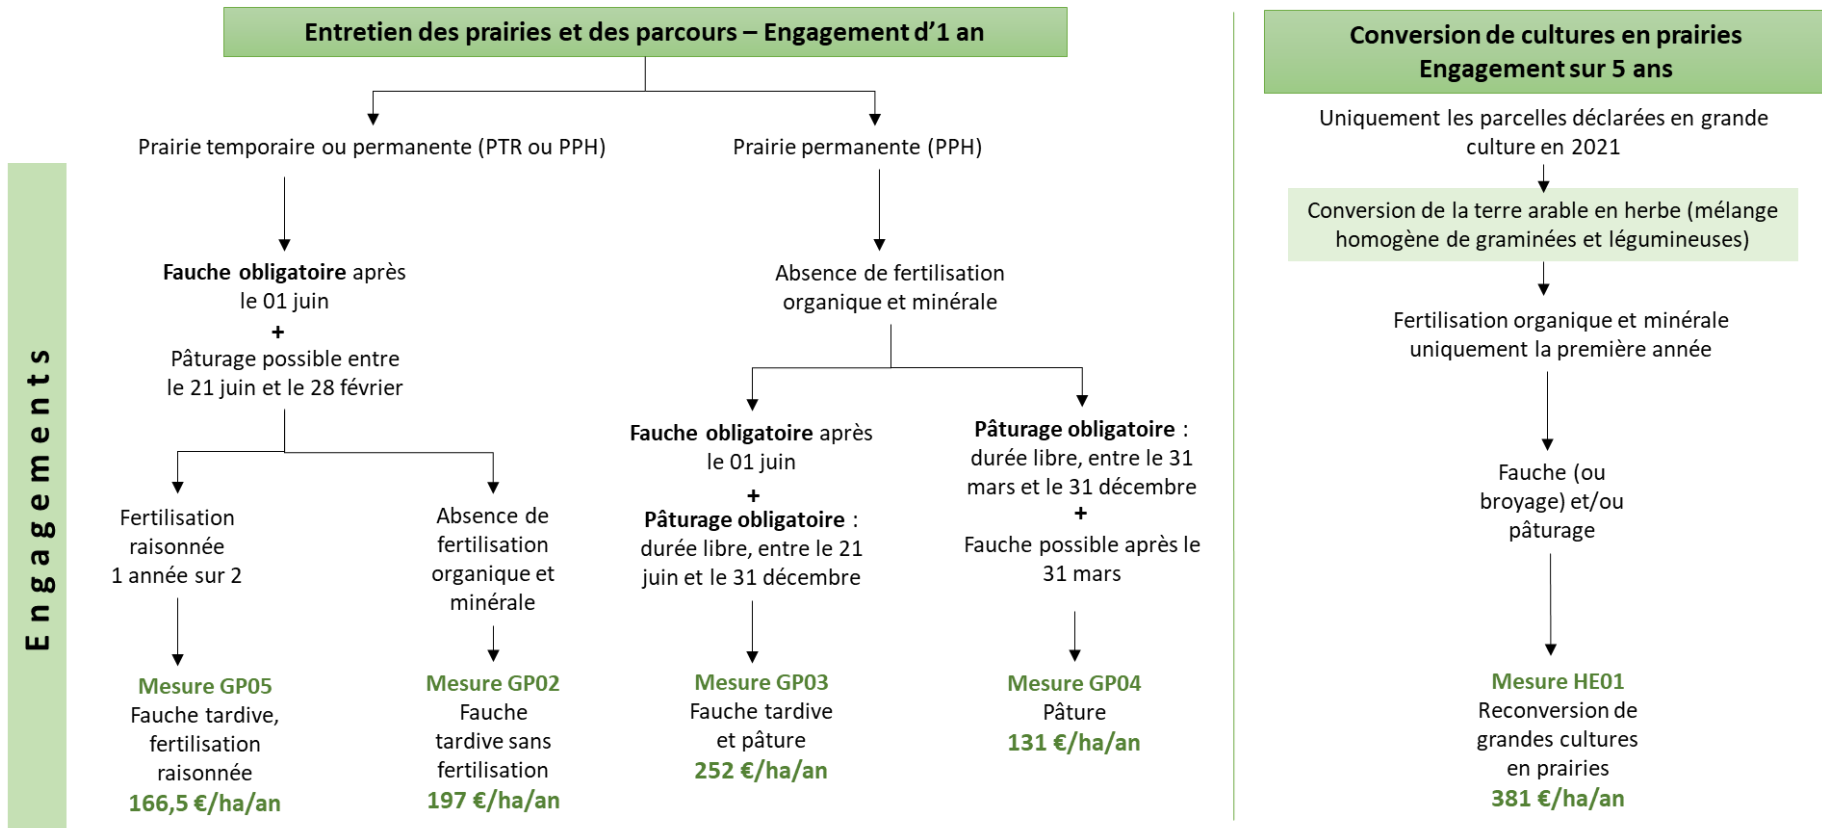 Entretien des prairies et des parcours – Engagement d’1 an
Prairie temporaire ou permanente (PTR ou PPH)
Fauche obligatoire après
le 01 juin
+
Pâturage possible entre
le 21 juin et le 28 février
Fertilisation
raisonnée
1 année sur 2
Mesure GP05
Fauche tardive,
fertilisation
raisonnée
166,5 €/ha/an
Absence de
fertilisation
organique et
minérale
Mesure GP02
Fauche
tardive sans
fertilisation
197 €/ha/an
Prairie permanente (PPH)
Absence de fertilisation
organique et minérale
Fauche obligatoire après
le 01 juin
+
Pâturage obligatoire :
durée libre, entre le 21
juin et le 31 décembre
Mesure GP03
Fauche tardive
et pâture
252 €/ha/an
Pâturage obligatoire :
durée libre, entre le 31
mars et le 31 décembre
+
Fauche possible après le
31 mars
Mesure GP04
Pâture
131 €/ha/an
Conversion de cultures en prairies
Engagement sur 5 ans
Uniquement les parcelles déclarées en grande
culture en 2021
Conversion de la terre arable en herbe (mélange
homogène de graminées et légumineuses)
Fertilisation organique et minérale
uniquement la première année
Fauche (ou
broyage) et/ou
pâturage
Mesure HE01
Reconversion de
grandes cultures
en prairies
381 €/ha/an
Engagements